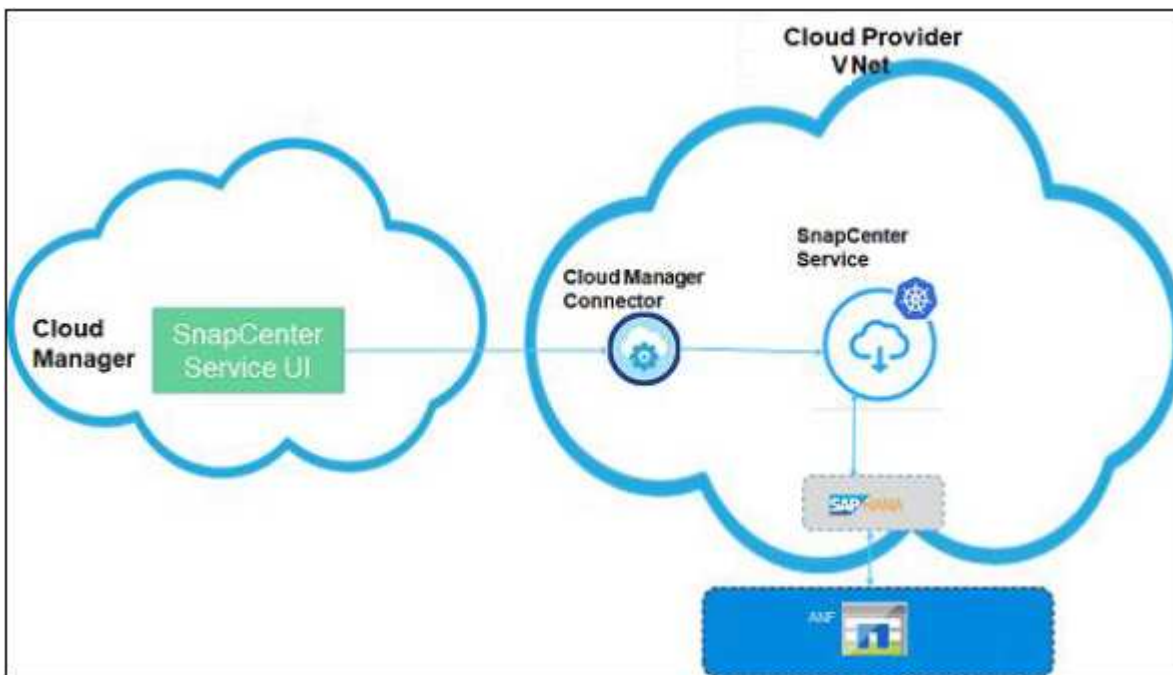 Cloud Provider
VNet
SnapCenter
Service
Cloud Manager
Connector
Cloud
Manager
SnapCenter
Service UI
SAP HANA
ANF